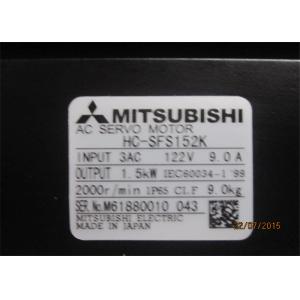 MITSUBISHI
AC SERVO MOTOR
HC-SFS152K
INPUT 3AC 122V 9.0A
OUTPUT 1.5kW IEC60034-1 '99
2000r/min IP65 CI.F 9.0kg
SER.No.M61880010 043
MITSUBISHI ELECTRIC
MADE IN JAPAN
02/07/2015